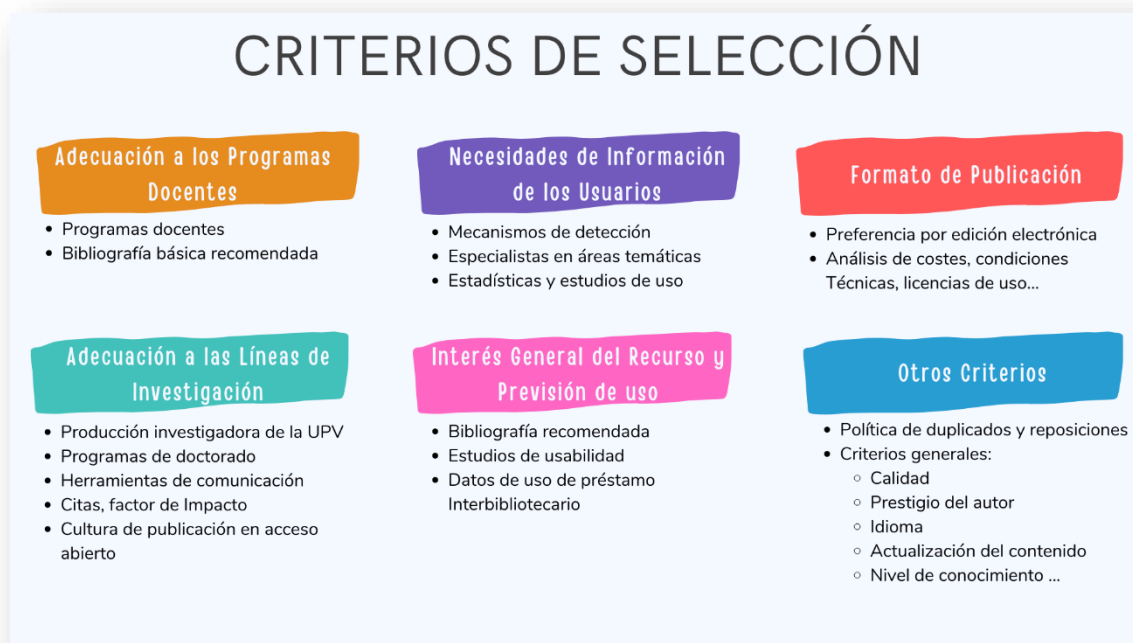 CRITERIOS DE SELECCIÓN
Adecuación a los Programas
Docentes
• Programas docentes
• Bibliografía básica recomendada
Necesidades de Información
de los Usuarios
• Mecanismos de detección
• Especialistas en áreas temáticas
• Estadísticas y estudios de uso
Formato de Publicación
• Preferencia por edición electrónica
• Análisis de costes, condiciones
Técnicas, licencias de uso...
Adecuación a las Líneas de
Investigación
• Producción investigadora de la UPV
• Programas de doctorado
• Herramientas de comunicación
• Citas, factor de Impacto
• Cultura de publicación en acceso
abierto
Interés General del Recurso y
Previsión de uso
• Bibliografía recomendada
• Estudios de usabilidad
• Datos de uso de préstamo
Interbibliotecario
Otros Criterios
• Política de duplicados y reposiciones
• Criterios generales:
◦ Calidad
◦ Prestigio del autor
◦ Idioma
◦ Actualización del contenido
◦ Nivel de conocimiento ...